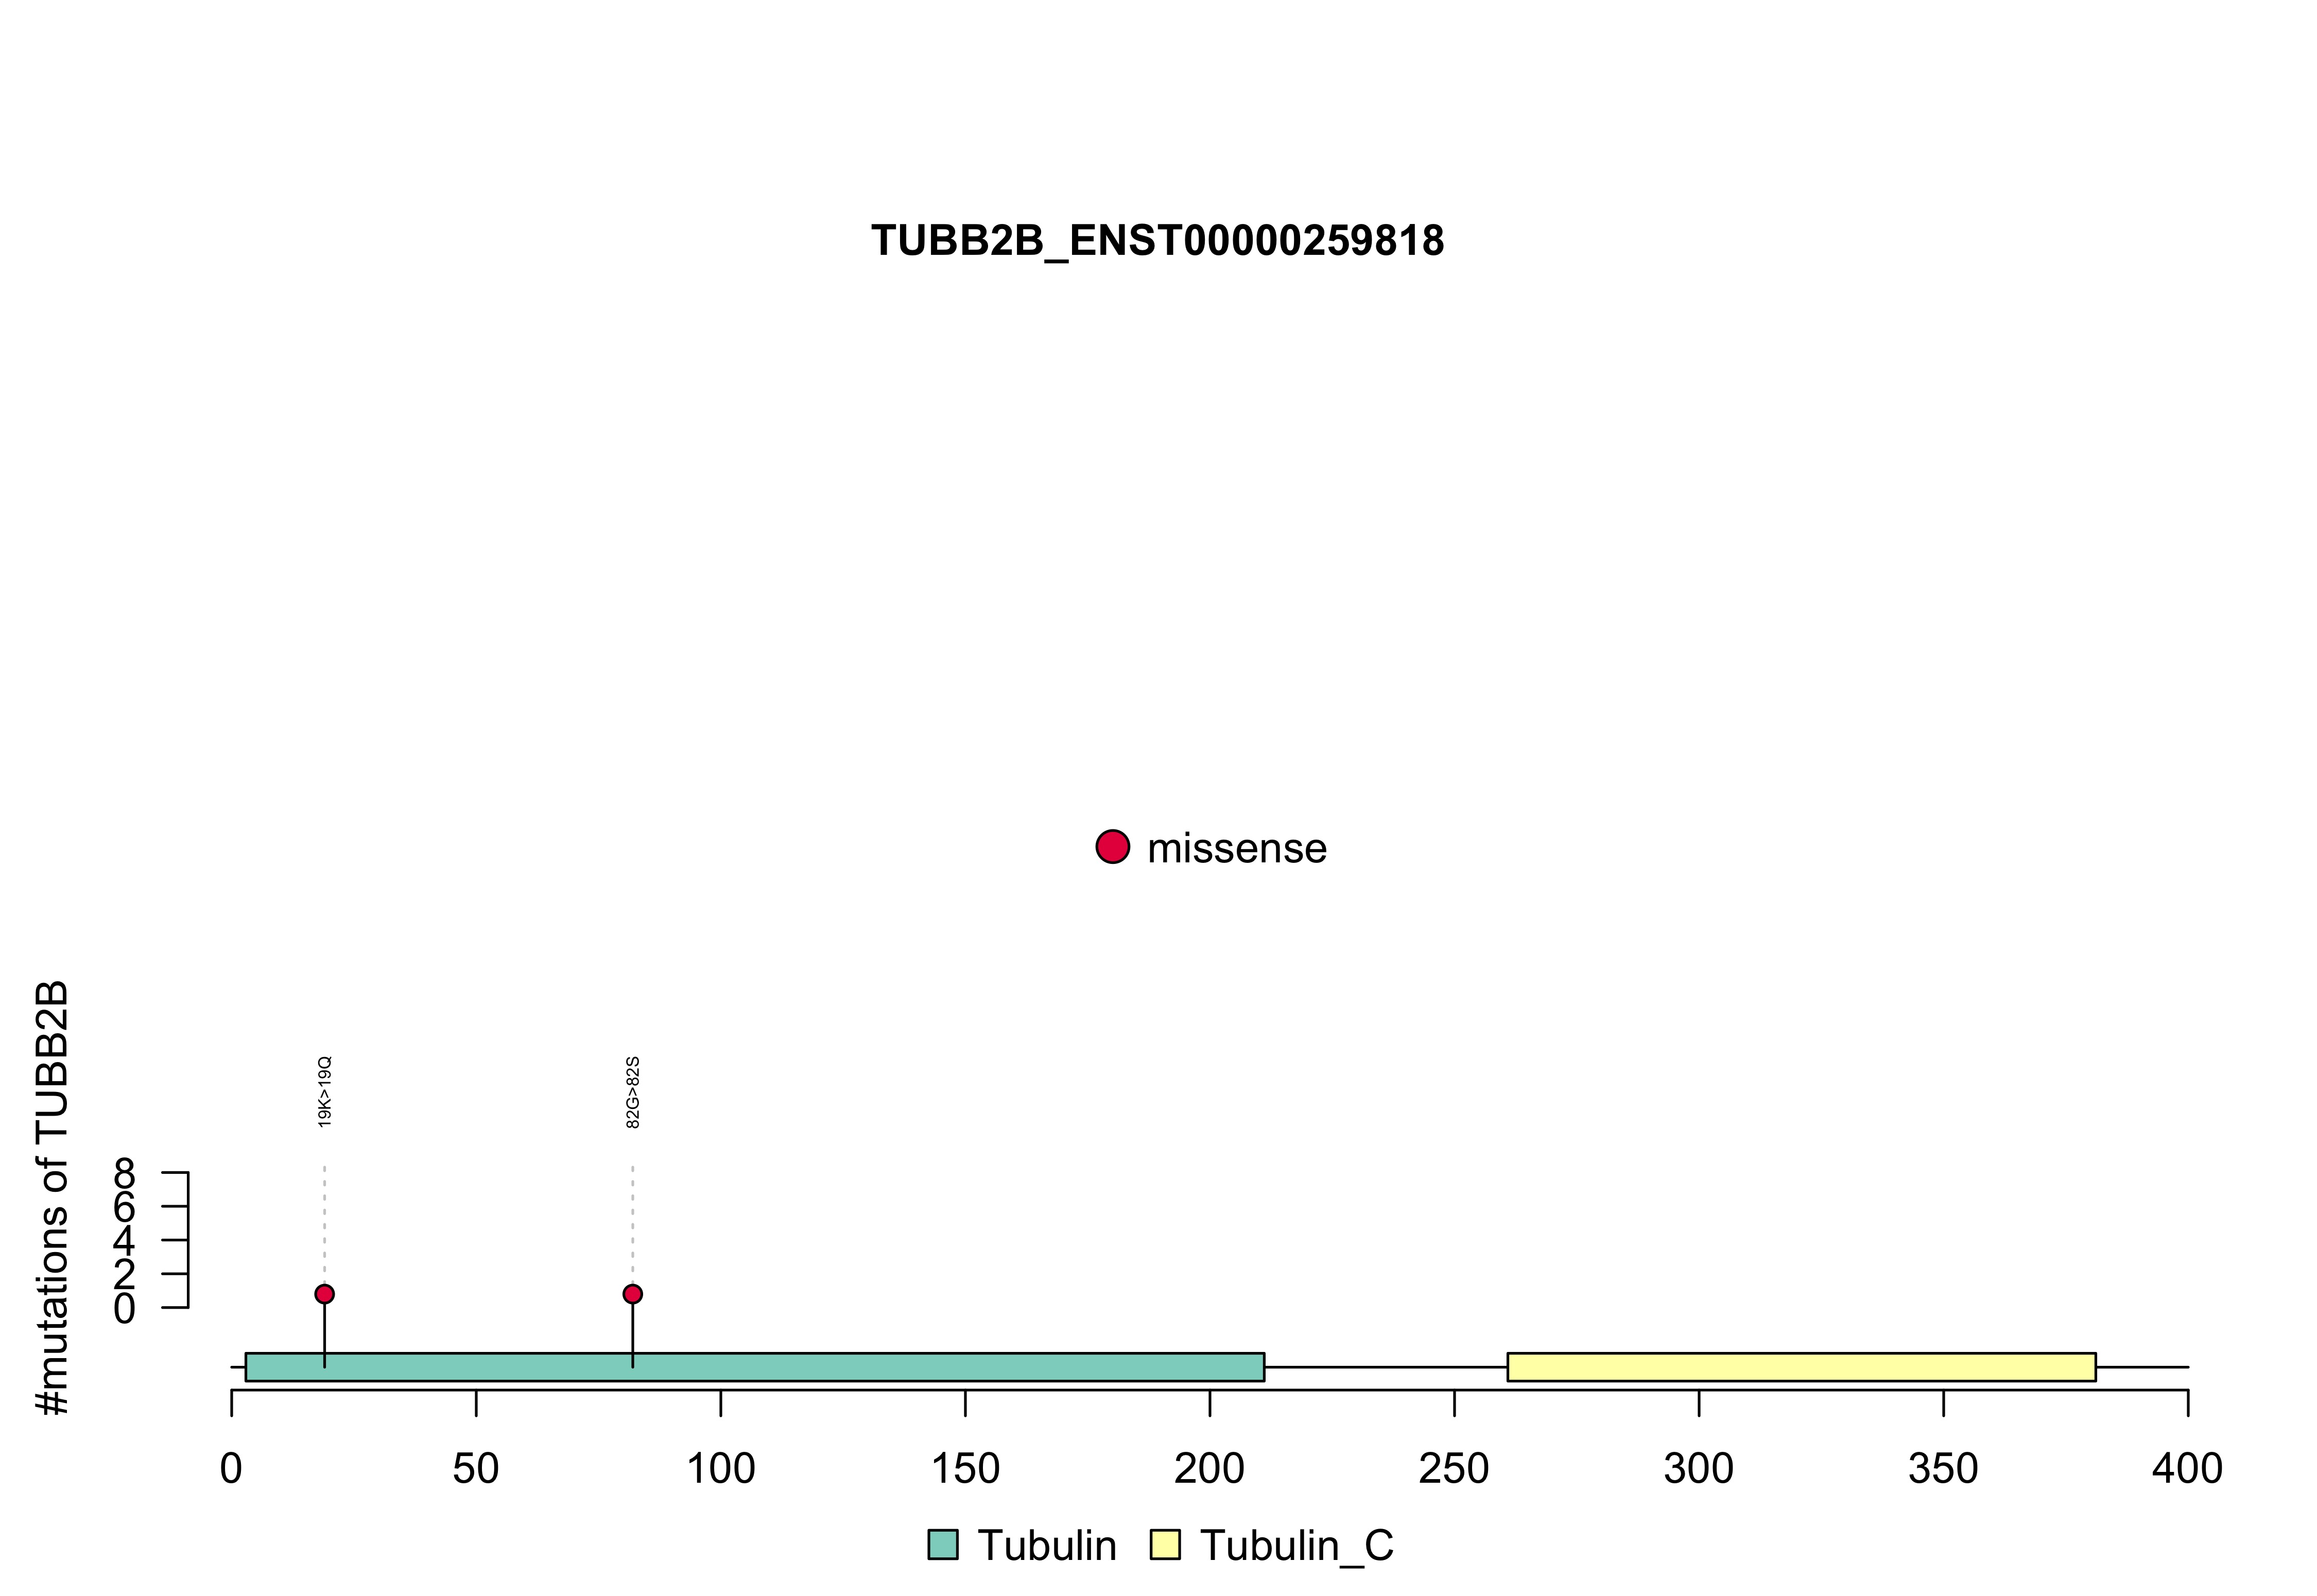 TUBB2B_ENST00000259818
missense
#mutations of TUBB2B
19K>19Q
82G>82S
8
6
4
2
0
0 50 100 150 200 250 300 350 400
Tubulin Tubulin_C